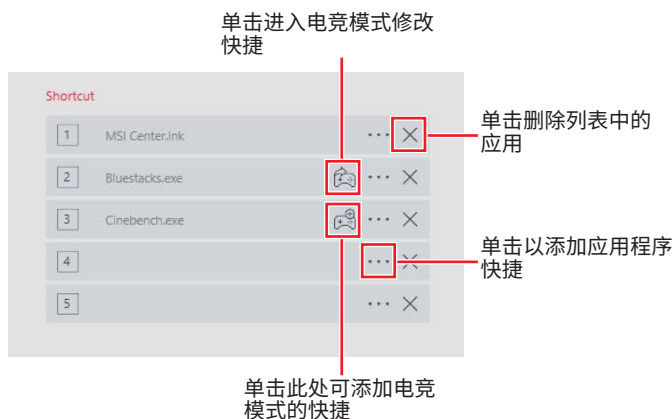 单击进入电竞模式修改
快捷
Shortcut
1 MSI Center.lnk
单击删除列表中的
应用
2 Bluestacks.exe
3 Cinebench.exe
4
单击以添加应用程序
快捷
5
单击此处可添加电竞
模式的快捷